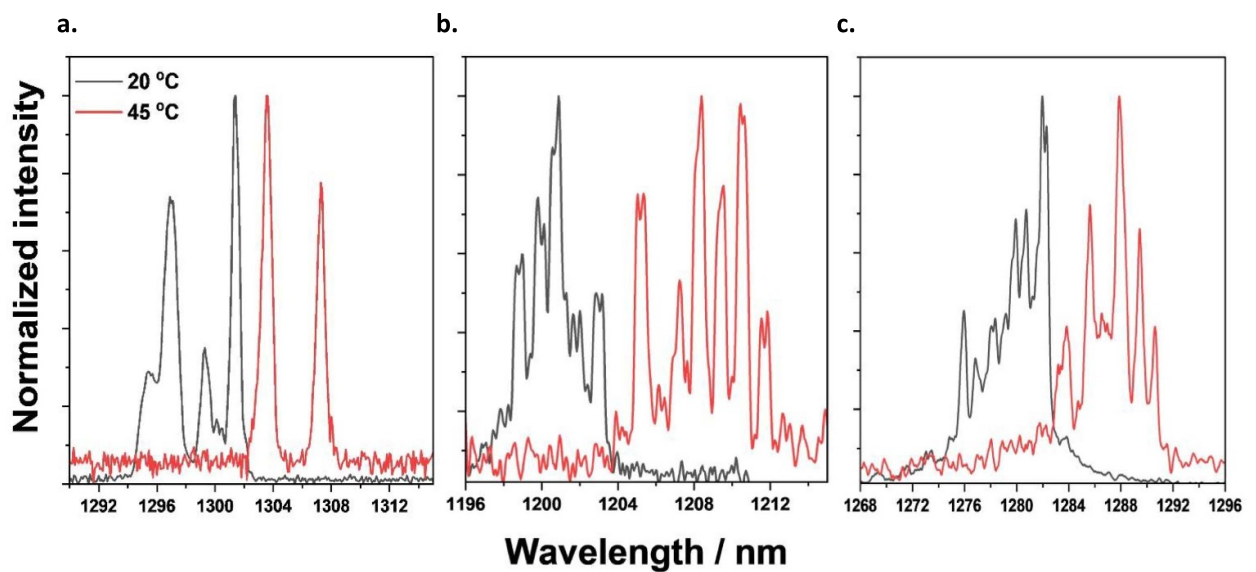 a.
b.
c.
20 °C
45 °C
Normalized intensity
1292 1296 1300 1304 1308 1312
1196 1200 1204 1208 1212
1268 1272 1276 1280 1284 1288 1292 1296
Wavelength / nm